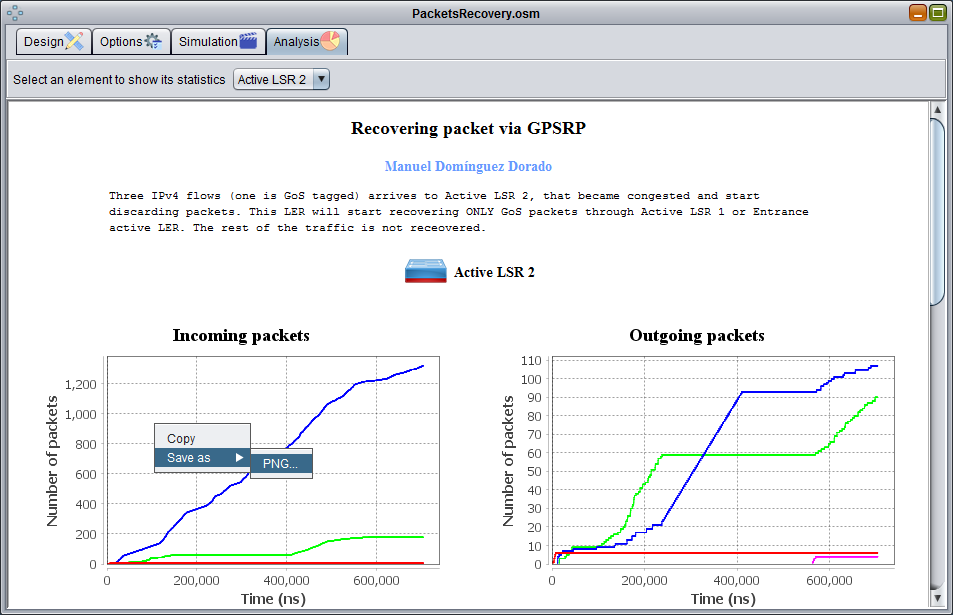 PacketsRecovery.osm
Design Options Simulation Analysis
Select an element to show its statistics Active LSR 2
Recovering packet via GPSRP
Manuel Domínguez Dorado
Three IPv4 flows (one is GoS tagged) arrives to Active LSR 2, that became congested and start
discarding packets. This LER will start recovering ONLY GoS packets through Active LSR 1 or Entrance
active LER. The rest of the traffic is not receovered.
Active LSR 2
Incoming packets
Number of packets
1,200
1,000
800
600
400
200
0
0 200,000 400,000 600,000
Time (ns)
Copy
Save as
PNG...
Outgoing packets
Number of packets
110
100
90
80
70
60
50
40
30
20
10
0
0 200,000 400,000 600,000
Time (ns)